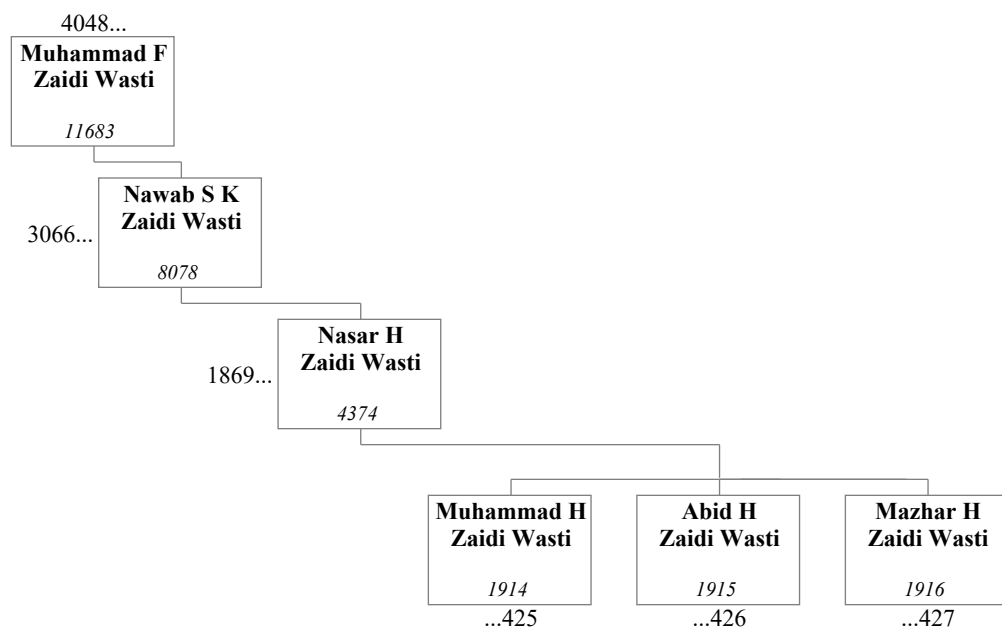 4048...
Muhammad F
Zaidi Wasti
11683
Nawab S K
Zaidi Wasti
3066...
8078
Nasar H
Zaidi Wasti
1869...
4374
Muhammad H
Zaidi Wasti
1914
...425
Abid H
Zaidi Wasti
1915
...426
Mazhar H
Zaidi Wasti
1916
...427